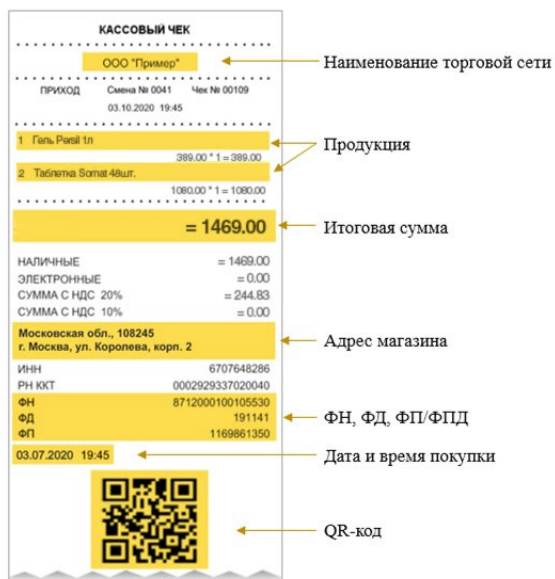 КАССОВЫЙ ЧЕК
ООО "Пример"
Наименование торговой сети
ПРИХОД Смена № 0041 Чек № 00109
03.10.2020 19:45
1 Гель Persil 1л
Продукция
389.00 * 1 = 389.00
2 Таблетка Somat 48шт.
1080.00 * 1 = 1080.00
= 1469.00
Итоговая сумма
НАЛИЧНЫЕ = 1469.00
ЭЛЕКТРОННЫЕ = 0.00
СУММА С НДС 20% = 244.83
СУММА С НДС 10% = 0.00
Московская обл., 108245
г. Москва, ул. Королева, корп. 2
Адрес магазина
ИНН 6707648286
РН ККТ 0002929337020040
ФН 8712000100105530
ФД 191141
ФН, ФД, ФП/ФПД
ФП 1169861350
03.07.2020 19:45
Дата и время покупки
QR-код